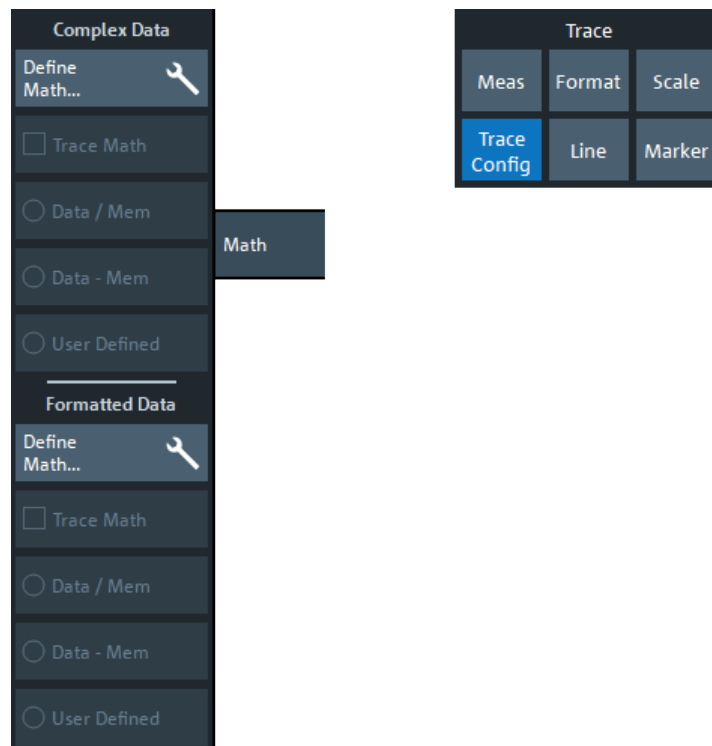 Complex Data
Define
Math...
Trace Math
Data / Mem
Data - Mem
User Defined
Formatted Data
Define
Math...
Trace Math
Data / Mem
Data - Mem
User Defined
Math
Trace
Meas Format Scale
Trace
Config Line Marker